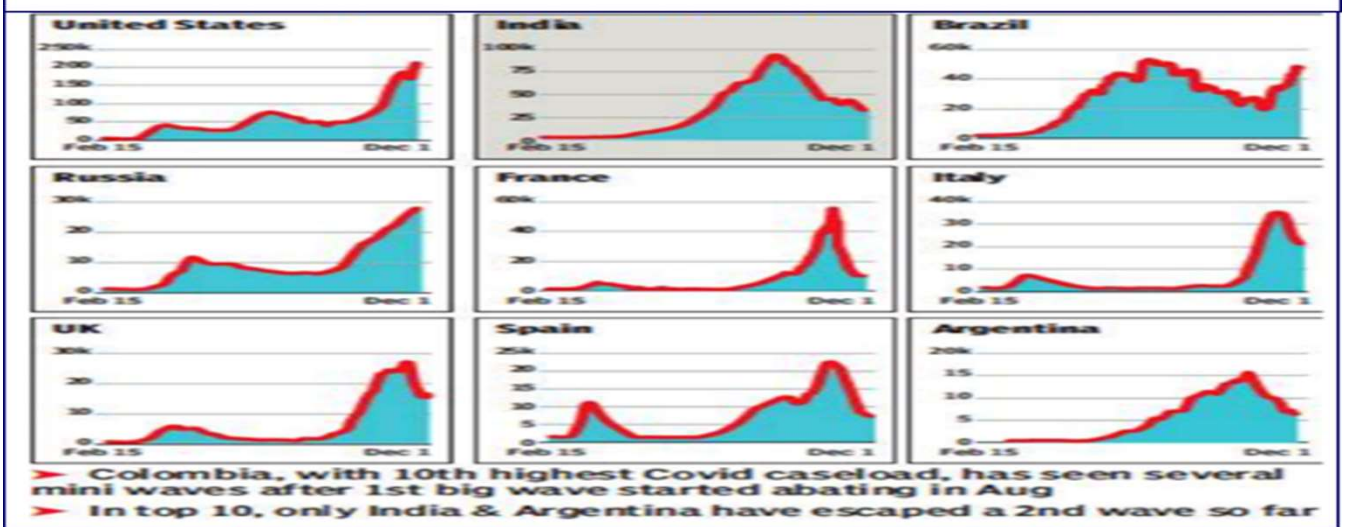 United States
250k
200
150
100
50
0
Feb 15 Dec 1
India
100k
75
50
25
0
Feb 15 Dec 1
Brazil
60k
40
20
0
Feb 15 Dec 1
Russia
30k
20
10
0
Feb 15 Dec 1
France
60k
40
20
0
Feb 15 Dec 1
Italy
40k
30
20
10
0
Feb 15 Dec 1
UK
30k
20
10
0
Feb 15 Dec 1
Spain
25k
20
15
10
5
0
Feb 15 Dec 1
Argentina
20k
15
10
5
0
Feb 15 Dec 1
➤ Colombia, with 10th highest Covid caseload, has seen several
mini waves after 1st big wave started abating in Aug
➤ In top 10, only India & Argentina have escaped a 2nd wave so far